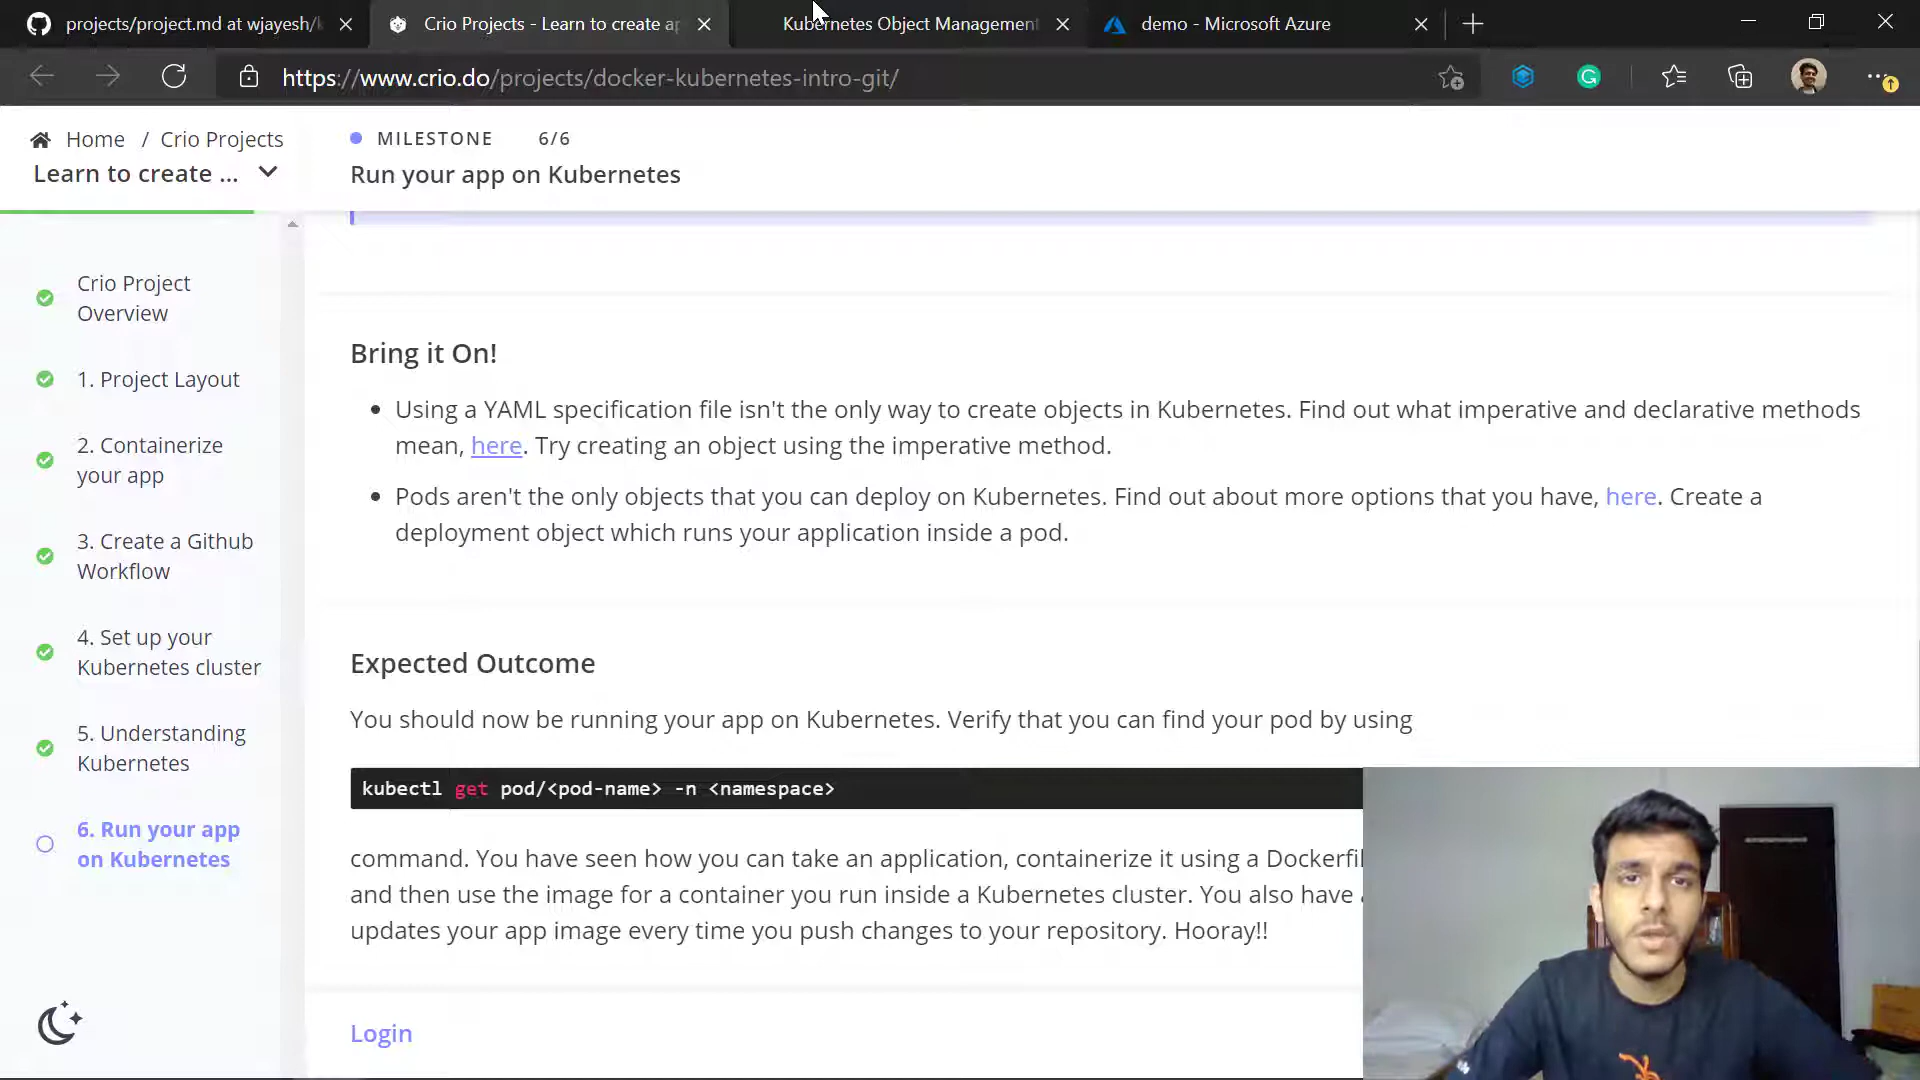 projects/project.md at wjayesh/k
Crio Projects - Learn to create ap
Kubernetes Object Management
demo - Microsoft Azure
https://www.crio.do/projects/docker-kubernetes-intro-git/
Home / Crio Projects
Learn to create ...
MILESTONE 6/6
Run your app on Kubernetes
Crio Project
Overview
1. Project Layout
2. Containerize
your app
3. Create a Github
Workflow
4. Set up your
Kubernetes cluster
5. Understanding
Kubernetes
6. Run your app
on Kubernetes
Bring it On!
Using a YAML specification file isn't the only way to create objects in Kubernetes. Find out what imperative and declarative methods
mean, here. Try creating an object using the imperative method.
Pods aren't the only objects that you can deploy on Kubernetes. Find out about more options that you have, here. Create a
deployment object which runs your application inside a pod.
Expected Outcome
You should now be running your app on Kubernetes. Verify that you can find your pod by using
kubectl get pod/<pod-name> -n <namespace>
command. You have seen how you can take an application, containerize it using a Dockerfil
and then use the image for a container you run inside a Kubernetes cluster. You also have
updates your app image every time you push changes to your repository. Hooray!!
Login